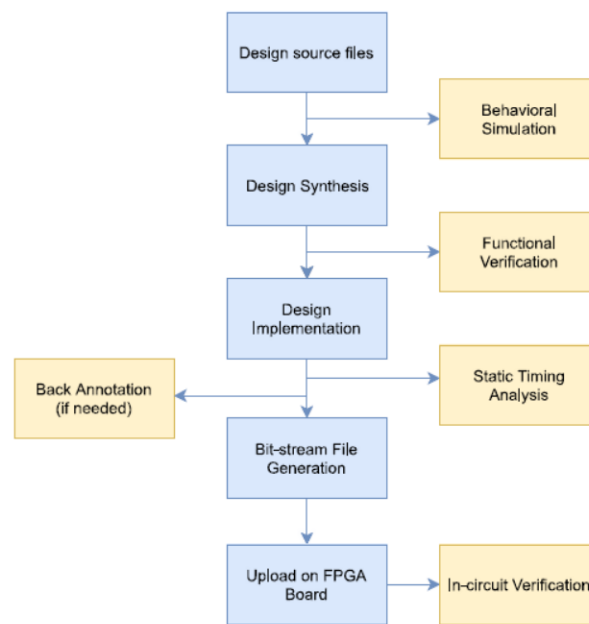 Design source files
Behavioral
Simulation
Design Synthesis
Functional
Verification
Design
Implementation
Static Timing
Analysis
Back Annotation
(if needed)
Bit-stream File
Generation
Upload on FPGA
Board
In-circuit Verification